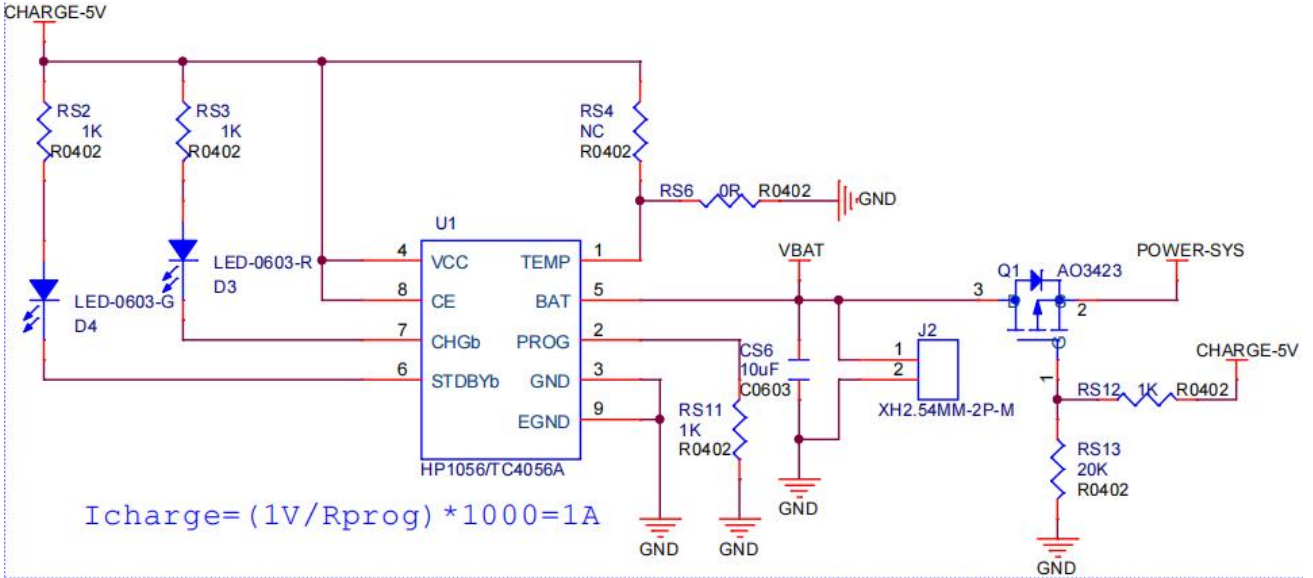 CHARGE-5V
RS2
1K
R0402
RS3
1K
R0402
RS4
NC
R0402
RS6 0R R0402
GND
U1
LED-0603-R
D3
LED-0603-G
D4
4 VCC TEMP 1
8 CE BAT 5
7 CHGb PROG 2
6 STDBYb GND 3
EGND 9
HP1056/TC4056A
VBAT
Q1 AO3423
POWER-SYS
3
D
S
2
G
1
J2
1
2
XH2.54MM-2P-M
CS6
10uF
C0603
RS11
1K
R0402
CHARGE-5V
RS12 1K R0402
RS13
20K
R0402
Icharge=(1V/Rprog)*1000=1A
GND
GND
GND
GND